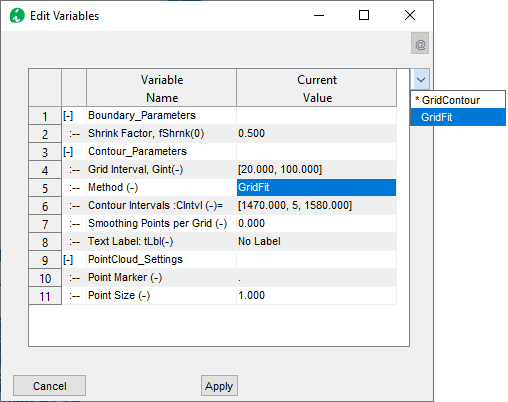 Edit Variables
@
Variable Name Current Value
* GridContour
GridFit
1 [-] Boundary_Parameters
2 :-- Shrink Factor, fShrnk(0) 0.500
3 [-] Contour_Parameters
4 :-- Grid Interval, Gint(-) [20.000, 100.000]
5 :-- Method (-) GridFit
6 :-- Contour Intervals :Clntvl (-)= [1470.000, 5, 1580.000]
7 :-- Smoothing Points per Grid (-) 0.000
8 :-- Text Label: tLbl(-) No Label
9 [-] PointCloud_Settings
10 :-- Point Marker (-) .
11 :-- Point Size (-) 1.000
Cancel Apply